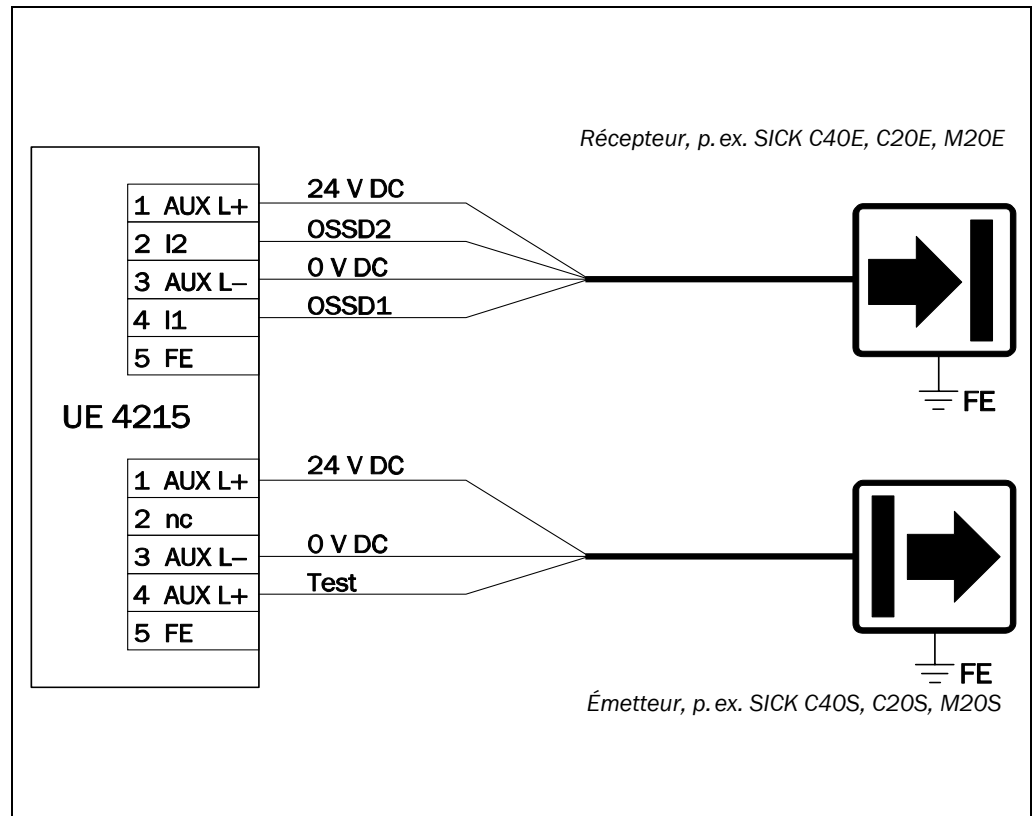 Récepteur, p. ex. SICK C40E, C20E, M20E
1 AUX L+
24 V DC
2 I2
OSSD2
3 AUX L–
0 V DC
4 I1
OSSD1
5 FE
FE
UE 4215
1 AUX L+
24 V DC
2 nc
3 AUX L–
0 V DC
4 AUX L+
Test
5 FE
FE
Émetteur, p. ex. SICK C40S, C20S, M20S